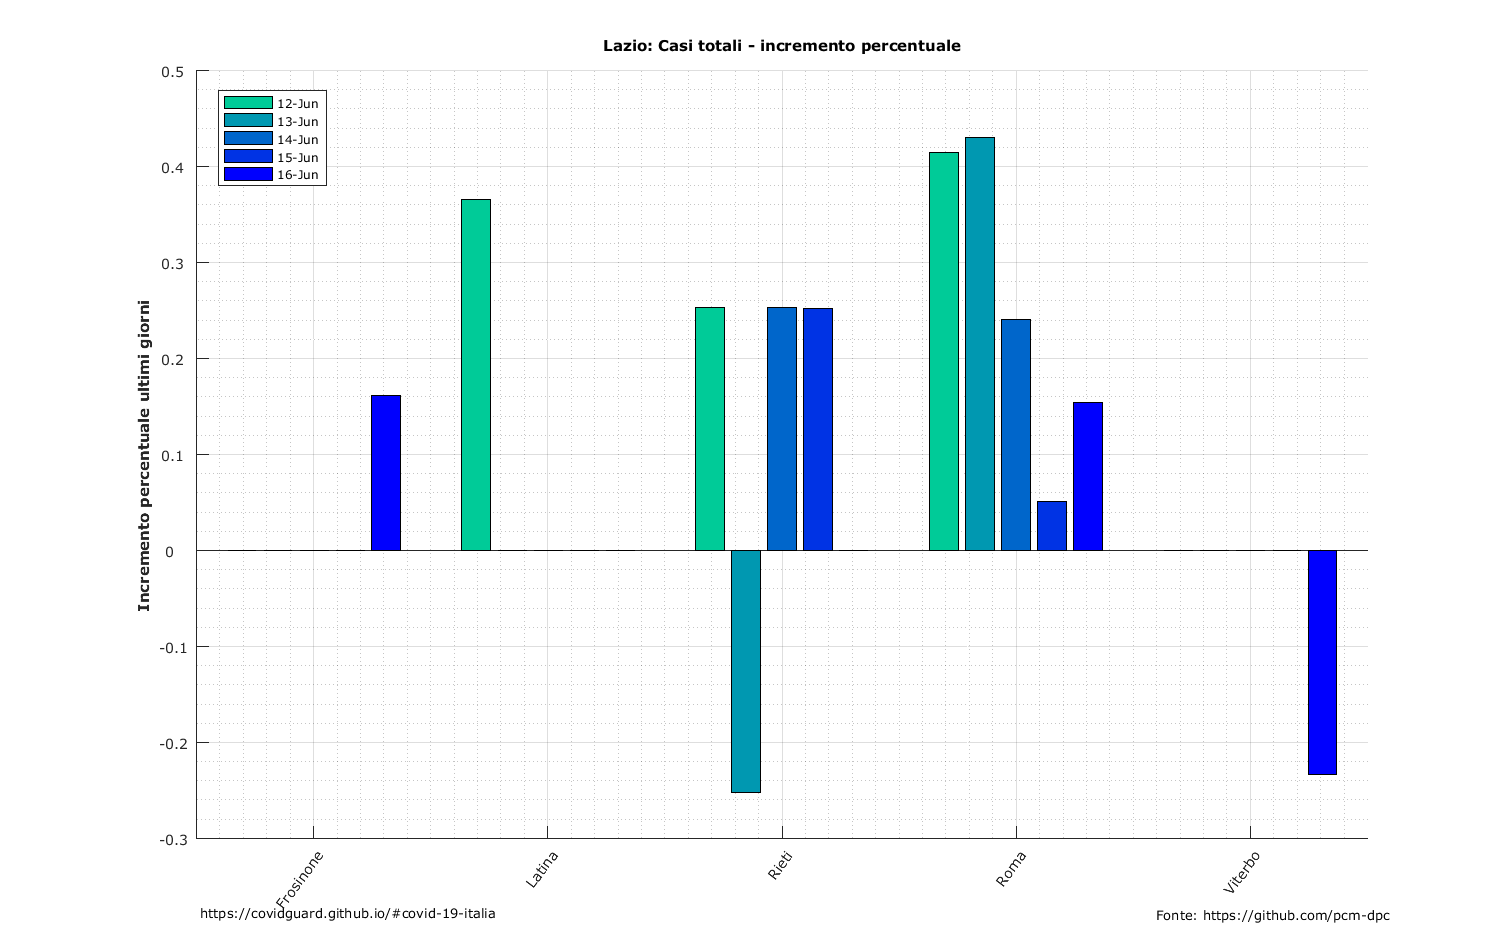 Lazio: Casi totali - incremento percentuale
Incremento percentuale ultimi giorni
0.5
0.4
0.3
0.2
0.1
0
-0.1
-0.2
-0.3
12-Jun
13-Jun
14-Jun
15-Jun
16-Jun
Frosinone
Latina
Rieti
Roma
Viterbo
https://covidguard.github.io/#covid-19-italia
Fonte: https://github.com/pcm-dpc